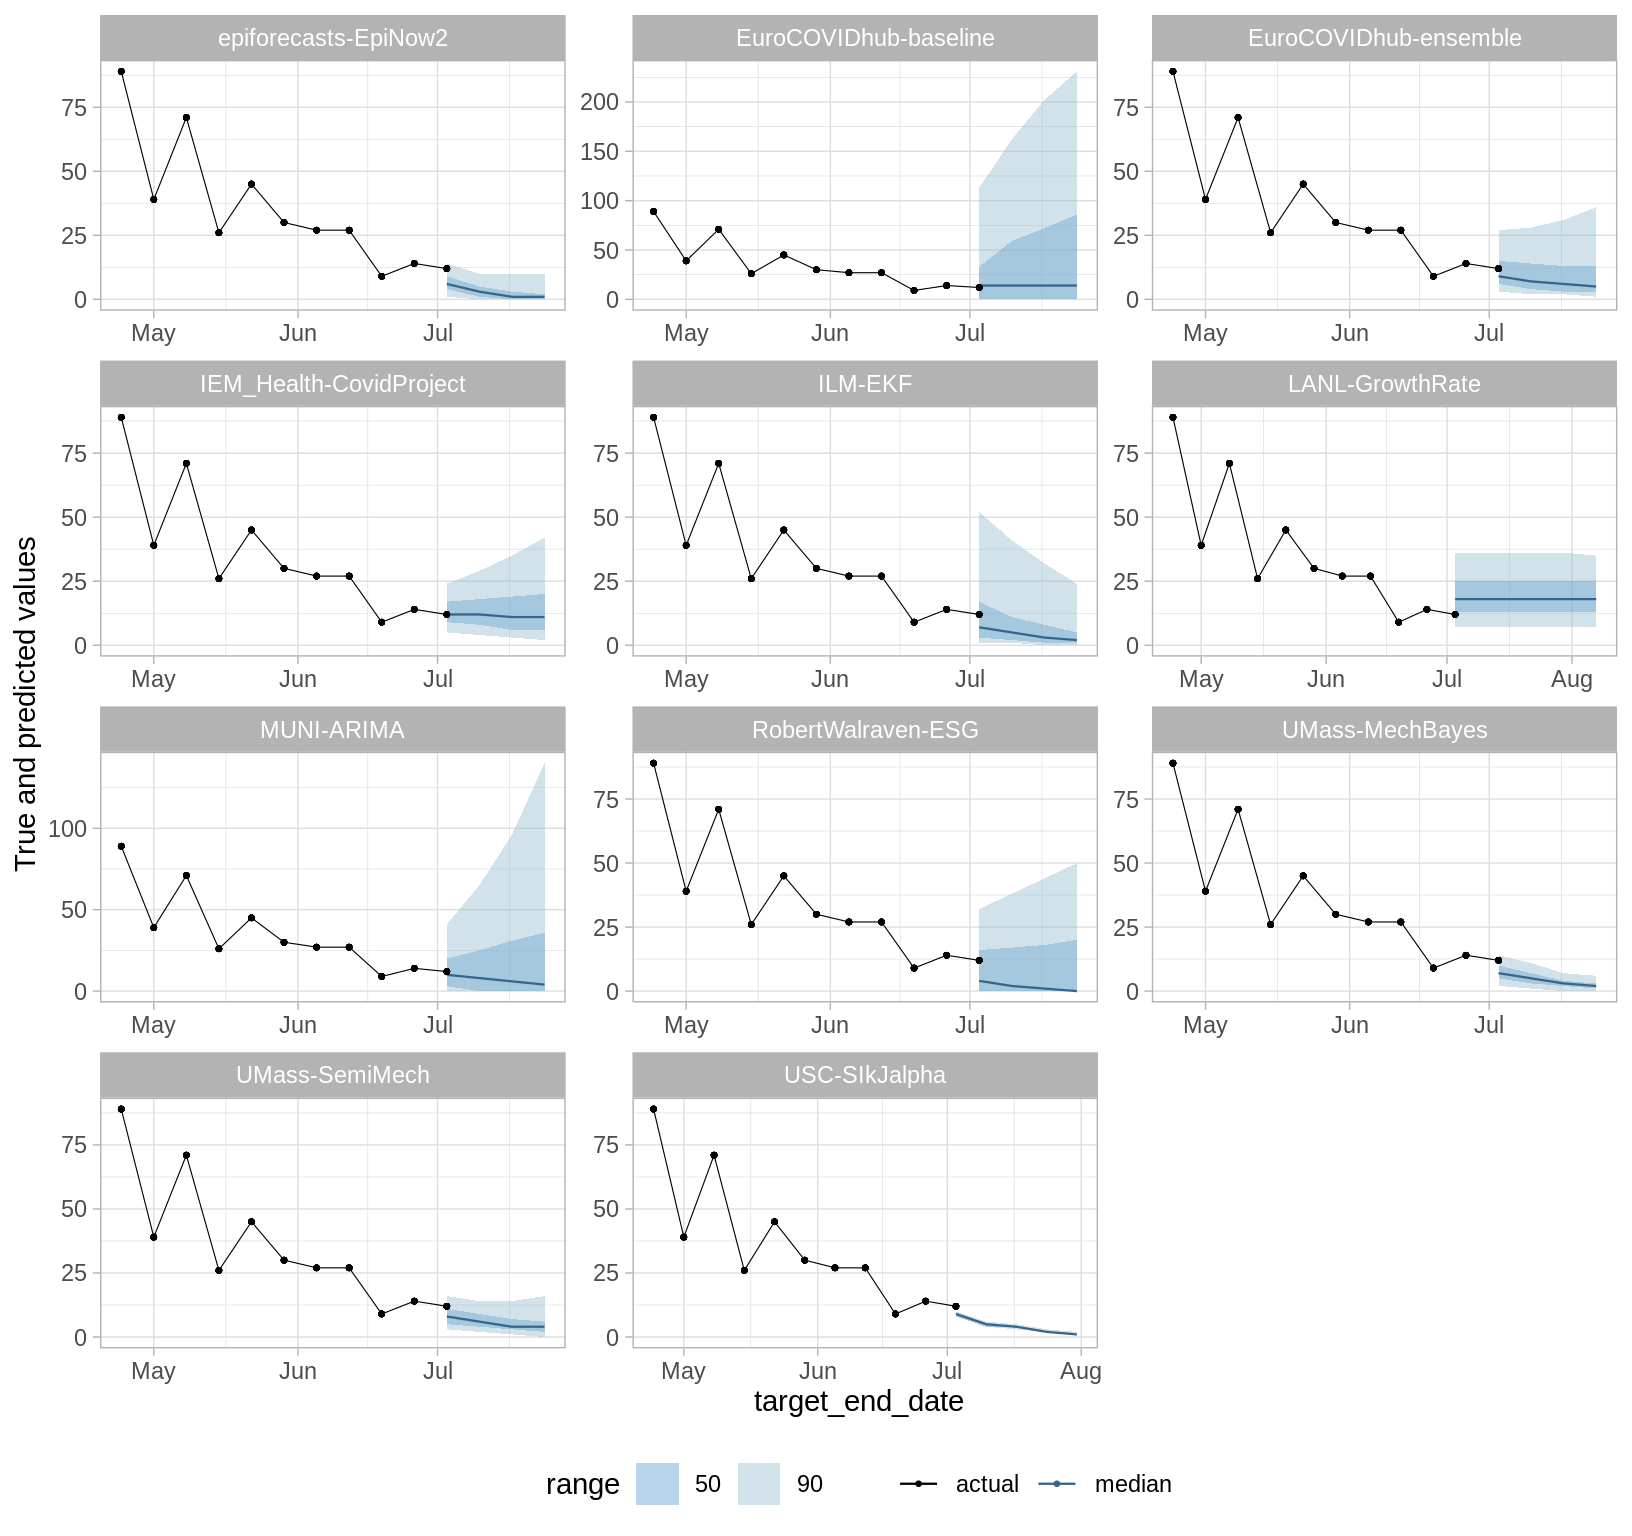 epiforecasts-EpiNow2
EuroCOVIDhub-baseline
EuroCOVIDhub-ensemble
75
50
25
0
200
150
100
50
0
75
50
25
0
May Jun Jul
May Jun Jul
May Jun Jul
IEM_Health-CovidProject
ILM-EKF
LANL-GrowthRate
75
50
25
0
75
50
25
0
75
50
25
0
May Jun Jul
May Jun Jul
May Jun Jul Aug
True and predicted values
MUNI-ARIMA
RobertWalraven-ESG
UMass-MechBayes
100
50
0
75
50
25
0
75
50
25
0
May Jun Jul
May Jun Jul
May Jun Jul
UMass-SemiMech
USC-SIkJalpha
75
50
25
0
75
50
25
0
May Jun Jul
May Jun Jul Aug
target_end_date
range 50 90 actual median